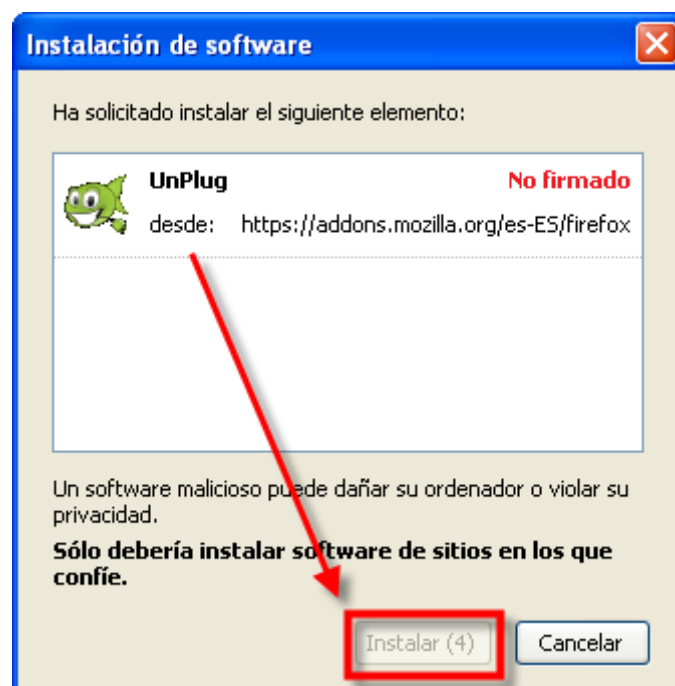 Instalación de software
Ha solicitado instalar el siguiente elemento:
UnPlug No firmado
desde: https://addons.mozilla.org/es-ES/firefox
Un software malicioso puede dañar su ordenador o violar su
privacidad.
Sólo debería instalar software de sitios en los que
confíe.
Instalar (4) Cancelar